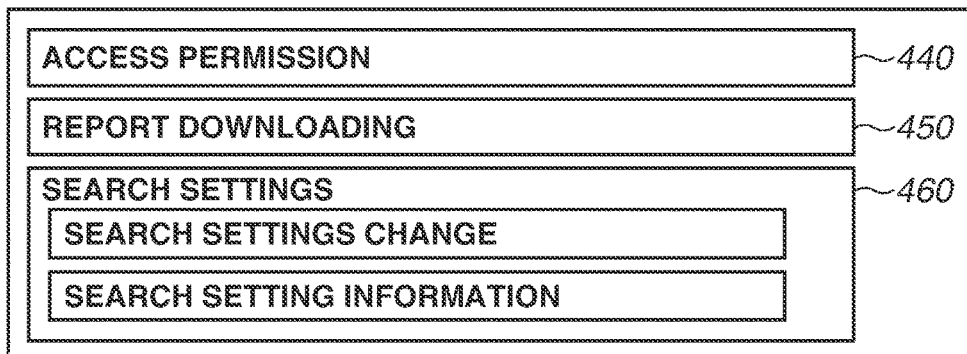 ACCESS PERMISSION 440
REPORT DOWNLOADING 450
SEARCH SETTINGS 460
SEARCH SETTINGS CHANGE
SEARCH SETTING INFORMATION